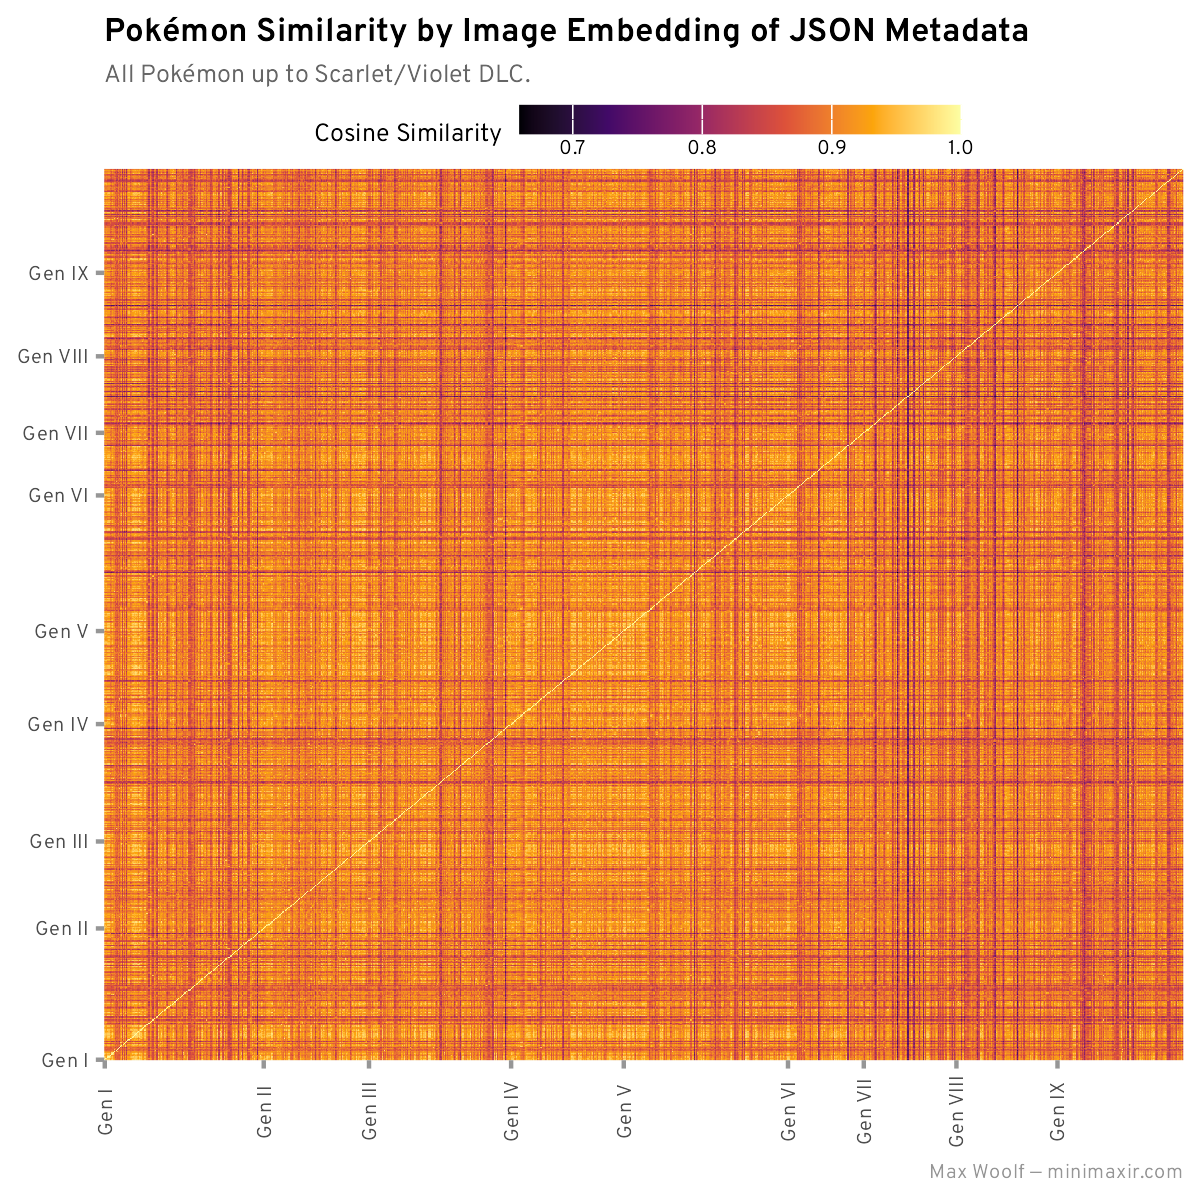 Pokémon Similarity by Image Embedding of JSON Metadata
All Pokémon up to Scarlet/Violet DLC.
Cosine Similarity
0.7 0.8 0.9 1.0
Gen IX
Gen VIII
Gen VII
Gen VI
Gen V
Gen IV
Gen III
Gen II
Gen I
Gen I Gen II Gen III Gen IV Gen V Gen VI Gen VII Gen VIII Gen IX
Max Woolf — minimaxir.com